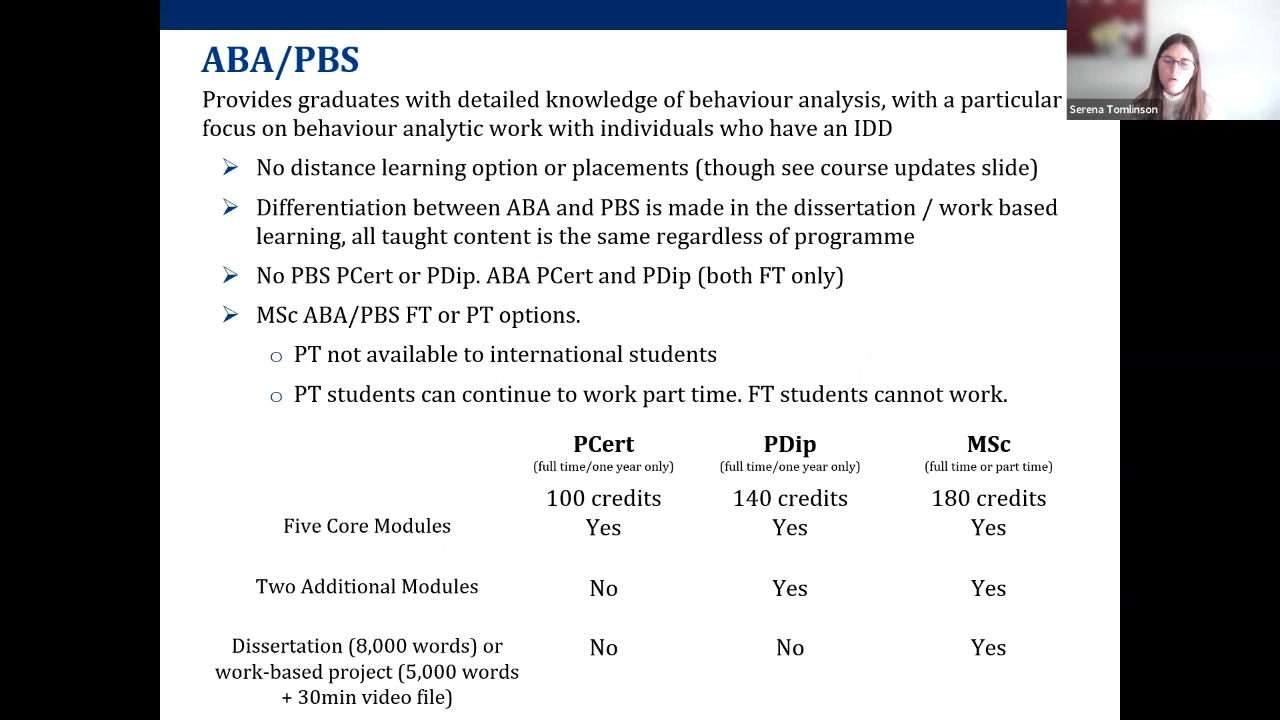 ABA/PBS
Provides graduates with detailed knowledge of behaviour analysis, with a particular
focus on behaviour analytic work with individuals who have an IDD
No distance learning option or placements (though see course updates slide)
Differentiation between ABA and PBS is made in the dissertation / work based
learning, all taught content is the same regardless of programme
No PBS PCert or PDip. ABA PCert and PDip (both FT only)
MSc ABA/PBS FT or PT options.
PT not available to international students
PT students can continue to work part time. FT students cannot work.
PCert PDip MSc
(full time/one year only) (full time/one year only) (full time or part time)
100 credits 140 credits 180 credits
Five Core Modules Yes Yes Yes
Two Additional Modules No Yes Yes
Dissertation (8,000 words) or No No Yes
work-based project (5,000 words
+ 30min video file)
Serena Tomlinson